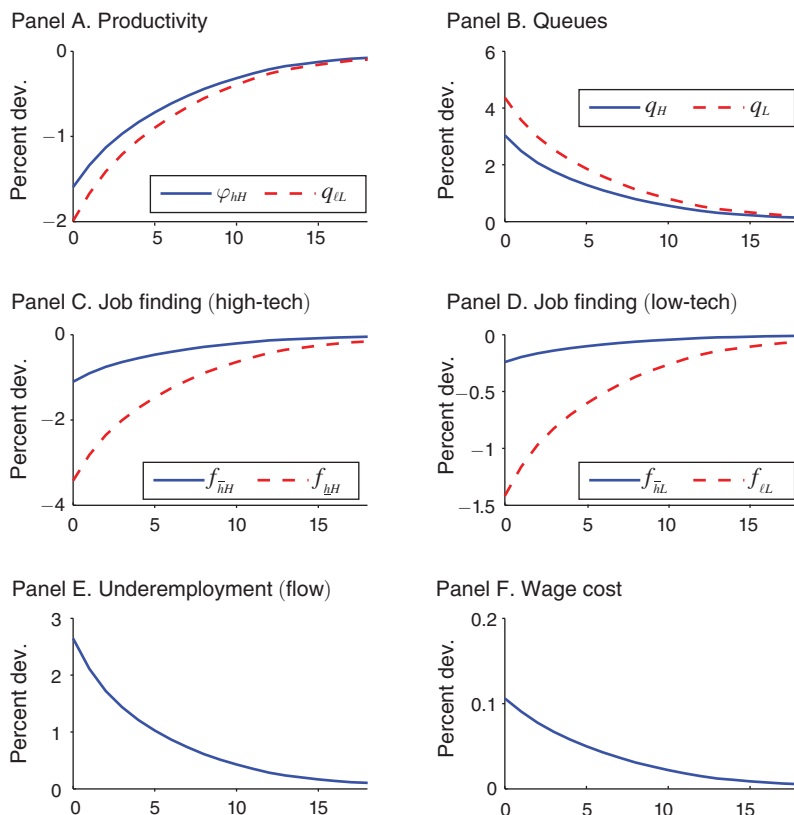 Panel A. Productivity
Percent dev.
0
−1
−2
φhH qℓL
0 5 10 15
Panel B. Queues
Percent dev.
6
4
2
0
qH qL
0 5 10 15
Panel C. Job finding (high-tech)
Percent dev.
0
−2
−4
fh̄H fh̲H
0 5 10 15
Panel D. Job finding (low-tech)
Percent dev.
0
−0.5
−1
−1.5
fh̄L fℓL
0 5 10 15
Panel E. Underemployment (flow)
Percent dev.
3
2
1
0
0 5 10 15
Panel F. Wage cost
Percent dev.
0.2
0.1
0
0 5 10 15